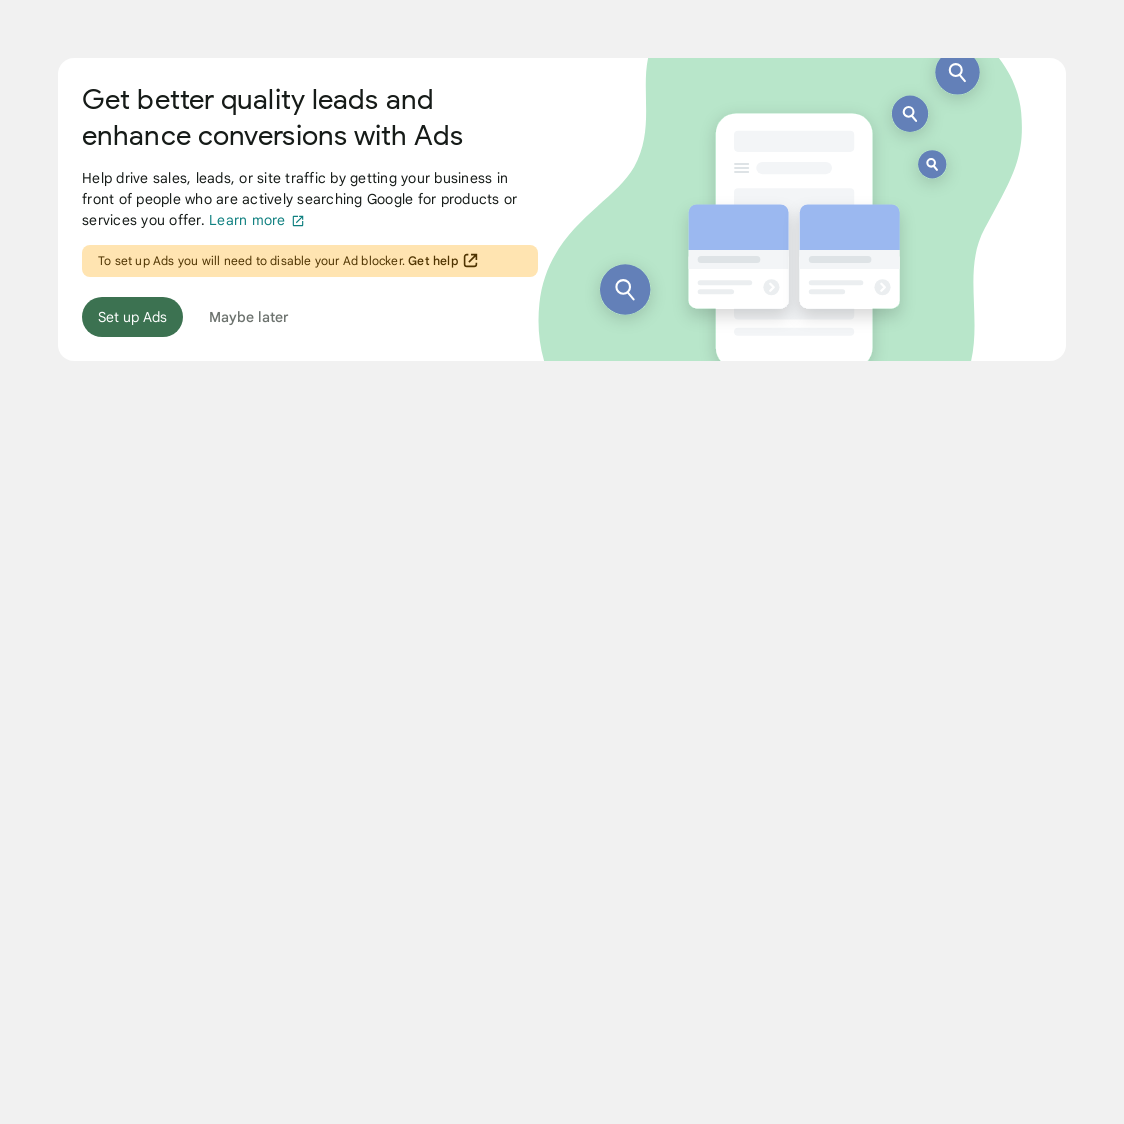 Get better quality leads and
enhance conversions with Ads
Help drive sales, leads, or site traffic by getting your business in
front of people who are actively searching Google for products or
services you offer. Learn more
To set up Ads you will need to disable your Ad blocker. Get help
Set up Ads
Maybe later